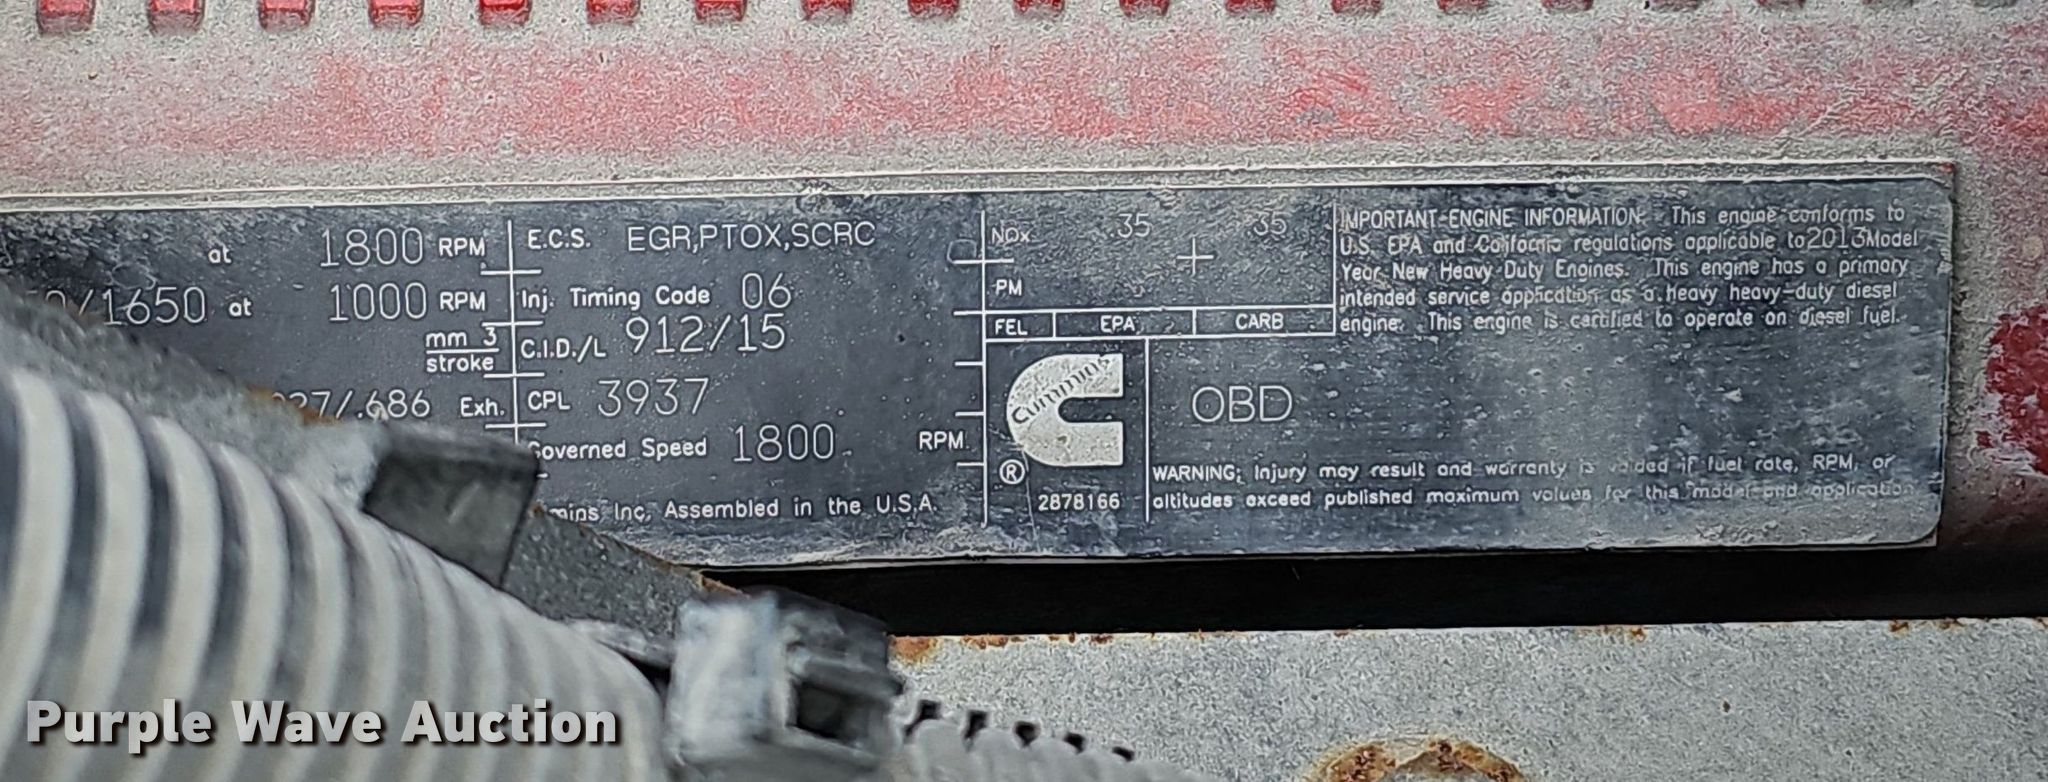 at 1800 RPM
/1650 at 1000 RPM
mm 3
stroke
/.686 Exh.
E.C.S. EGR,PTOX,SCRC
Inj. Timing Code 06
C.I.D./L 912/15
CPL 3937
Governed Speed 1800 RPM
Inc, Assembled in the U.S.A.
NOx .35 .35
PM
FEL EPA CARB
Cummins
®
2878166
IMPORTANT ENGINE INFORMATION This engine conforms to
U.S. EPA and California regulations applicable to 2013 Model
Year New Heavy Duty Engines. This engine has a primary
intended service application as a heavy heavy-duty diesel
engine. This engine is certified to operate on diesel fuel.
OBD
WARNING: Injury may result and warranty is voided if fuel rate, RPM, or
altitudes exceed published maximum values for this model and application
Purple Wave Auction